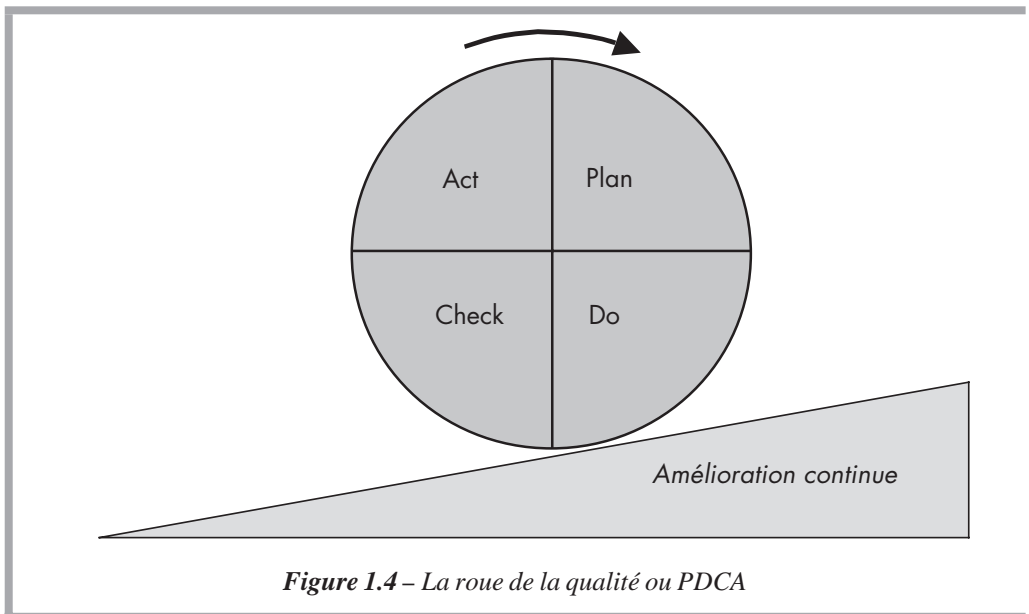 Act Plan
Check Do
Amélioration continue
Figure 1.4 – La roue de la qualité ou PDCA